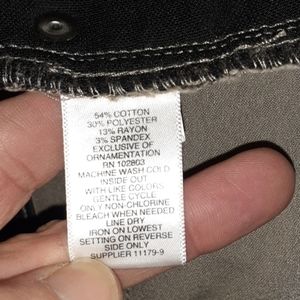 54% COTTON
30% POLYESTER
13% RAYON
3% SPANDEX
EXCLUSIVE OF
ORNAMENTATION
RN 102803
MACHINE WASH COLD
INSIDE OUT
WITH LIKE COLORS
GENTLE CYCLE
ONLY NON-CHLORINE
BLEACH WHEN NEEDED
LINE DRY
IRON ON LOWEST
SETTING ON REVERSE
SIDE ONLY
SUPPLIER 11179-9